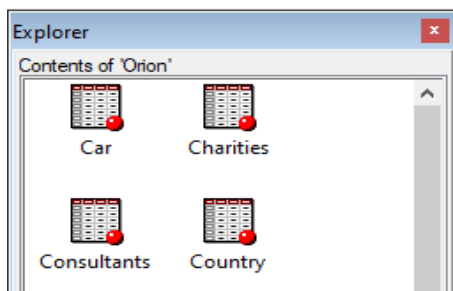 Explorer
Contents of 'Orion'
Car Charities
Consultants Country